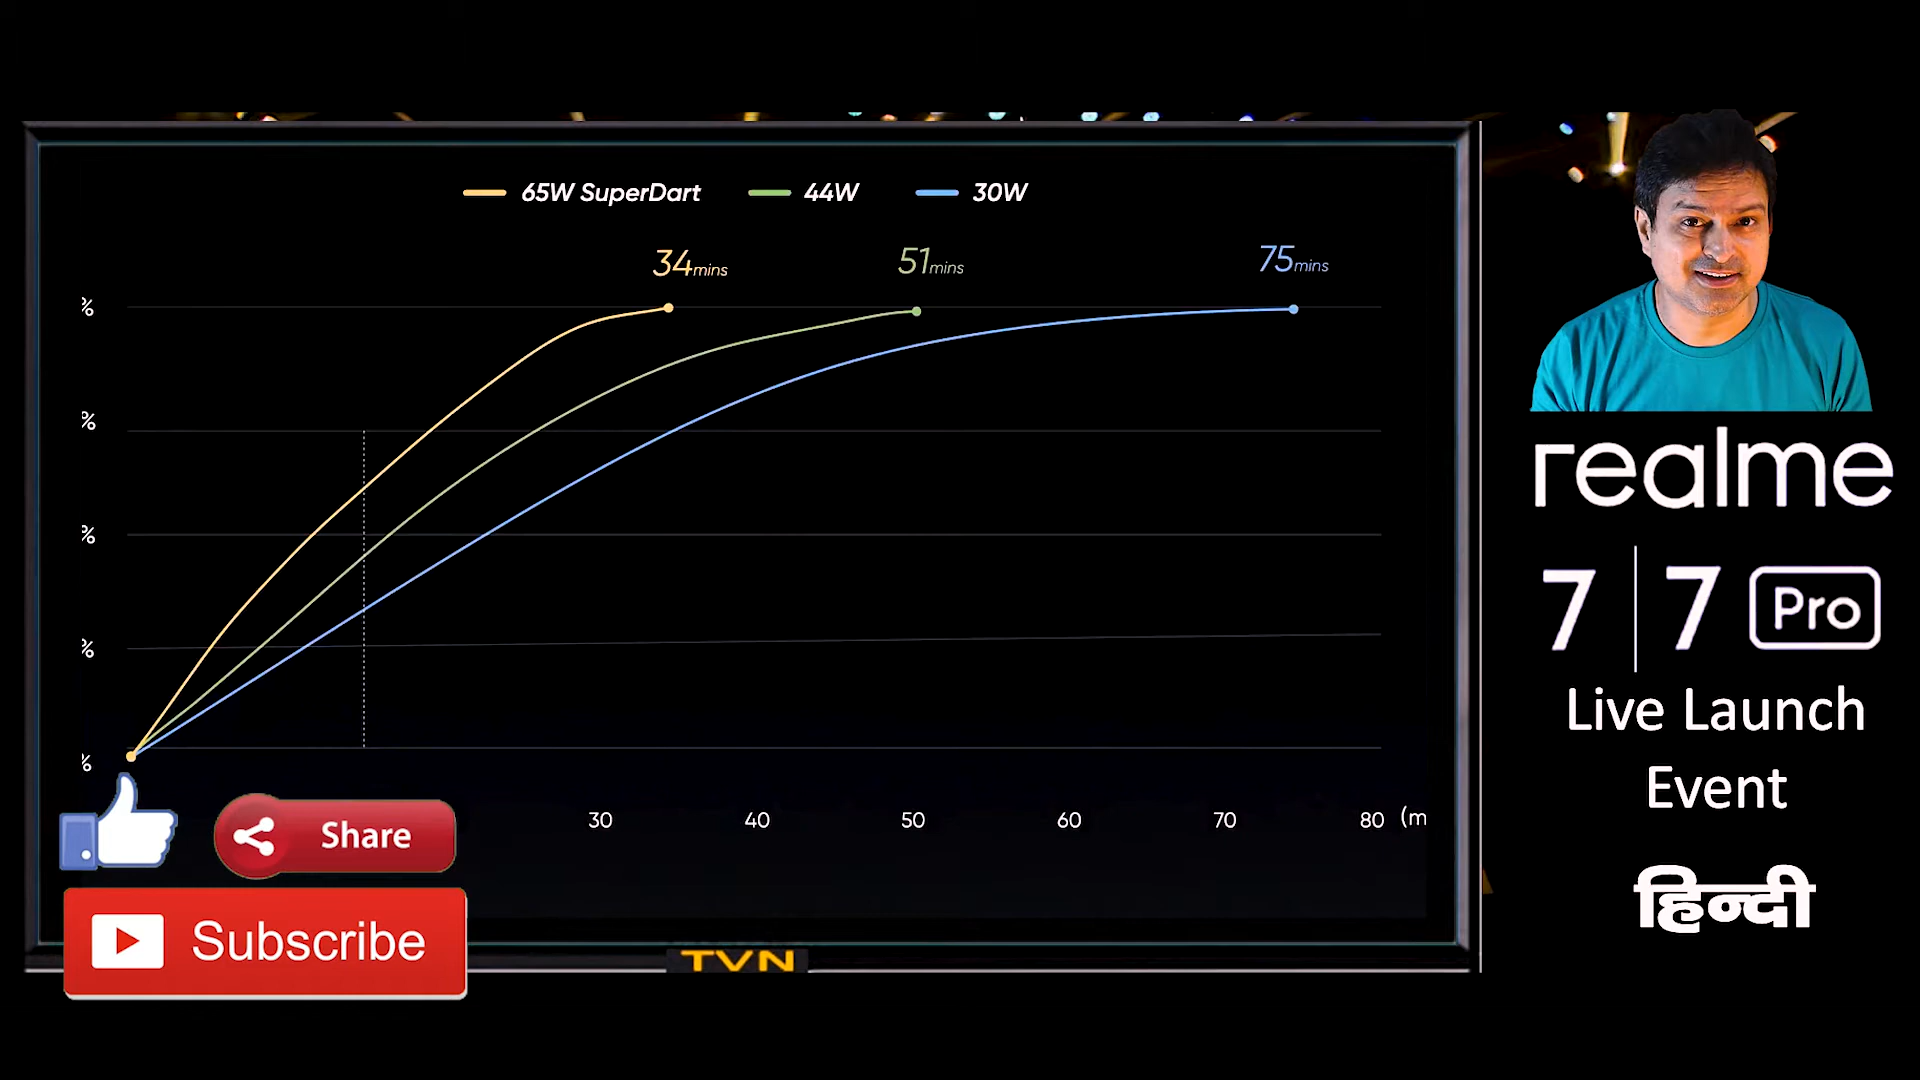 65W SuperDart 44W 30W
34mins 51mins 75mins
%
%
%
%
%
30 40 50 60 70 80 (m
Share
Subscribe
TVN
realme
7 | 7 Pro
Live Launch
Event
हिन्दी